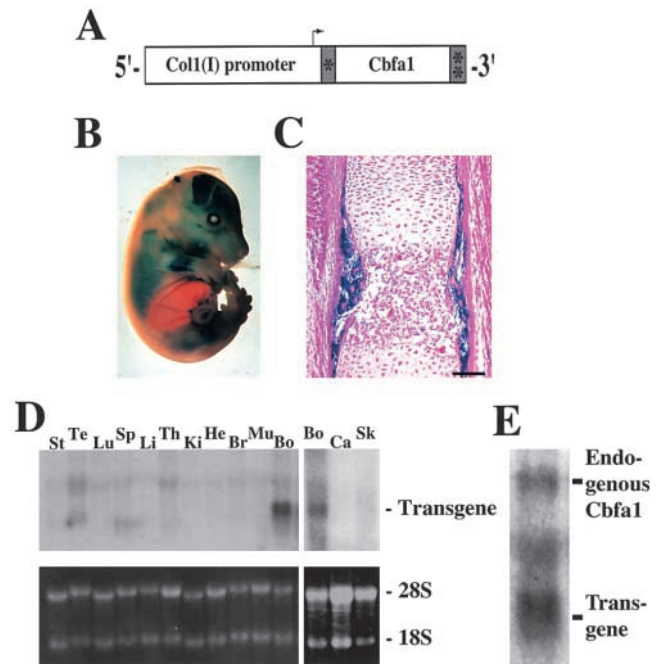 A
5'- Col1(I) promoter * Cbfa1 ** -3'
B C
D
St Te Lu Sp Li Th Ki He Br Mu Bo Bo Ca Sk
- Transgene
- 28S
- 18S
E
Endo-
genous
Cbfa1
Trans-
gene